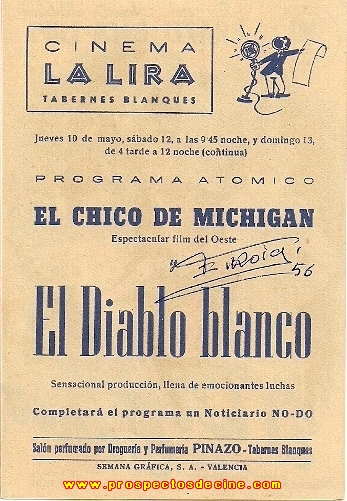 CINEMA
LA LIRA
TABERNES BLANQUES
Jueves 10 de mayo, sábado 12, a las 9'45 noche, y domingo 13,
de 4 tarde a 12 noche (continua)
PROGRAMA ATOMICO
EL CHICO DE MICHIGAN
Espectacular film del Oeste
56
El Diablo blanco
Sensacional producción, llena de emocionantes luchas
Completará el programa un Noticiario NO-DO
Salón perfumado por Droguería y Perfumería PINAZO - Tabernes Blanques
SEMANA GRÁFICA, S. A. - VALENCIA
www.prospectosdecine.com